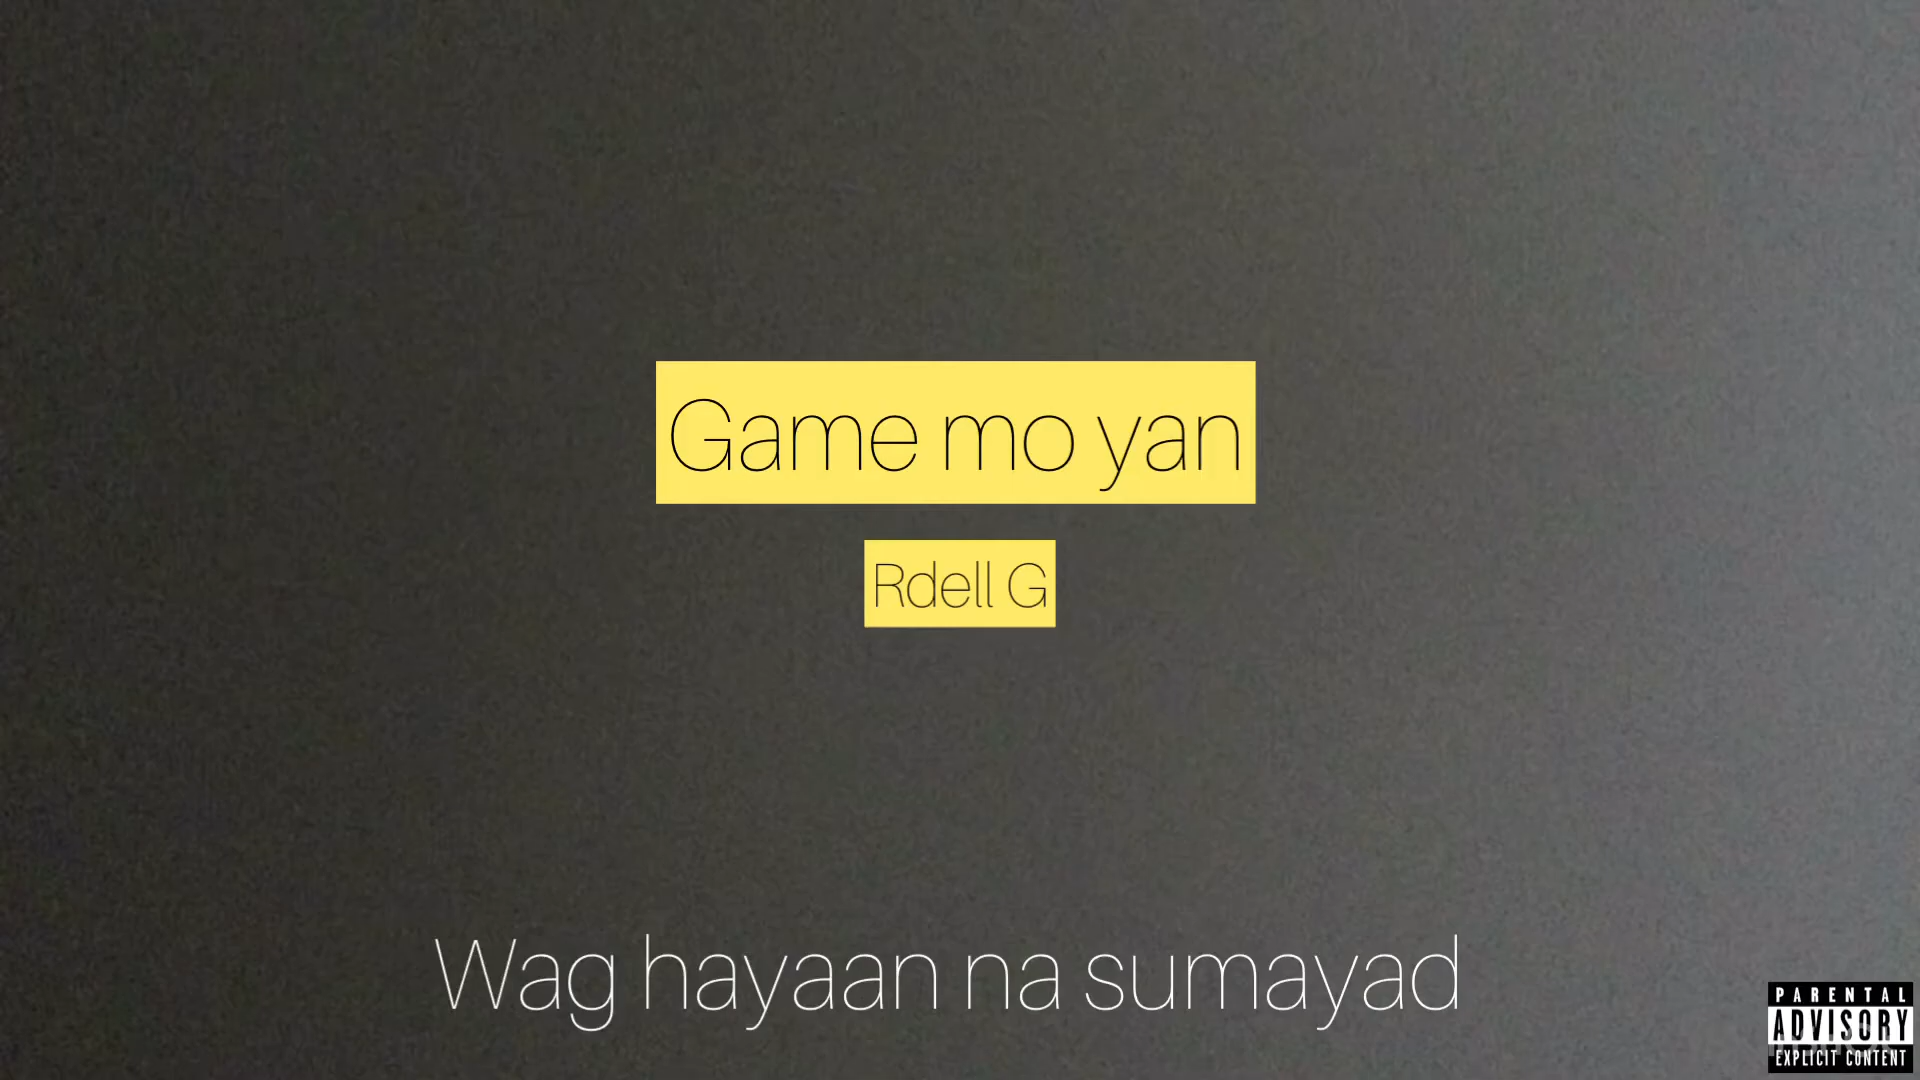 Game mo yan
Rdell G
Wag hayaan na sumayad
PARENTAL
ADVISORY
EXPLICIT CONTENT